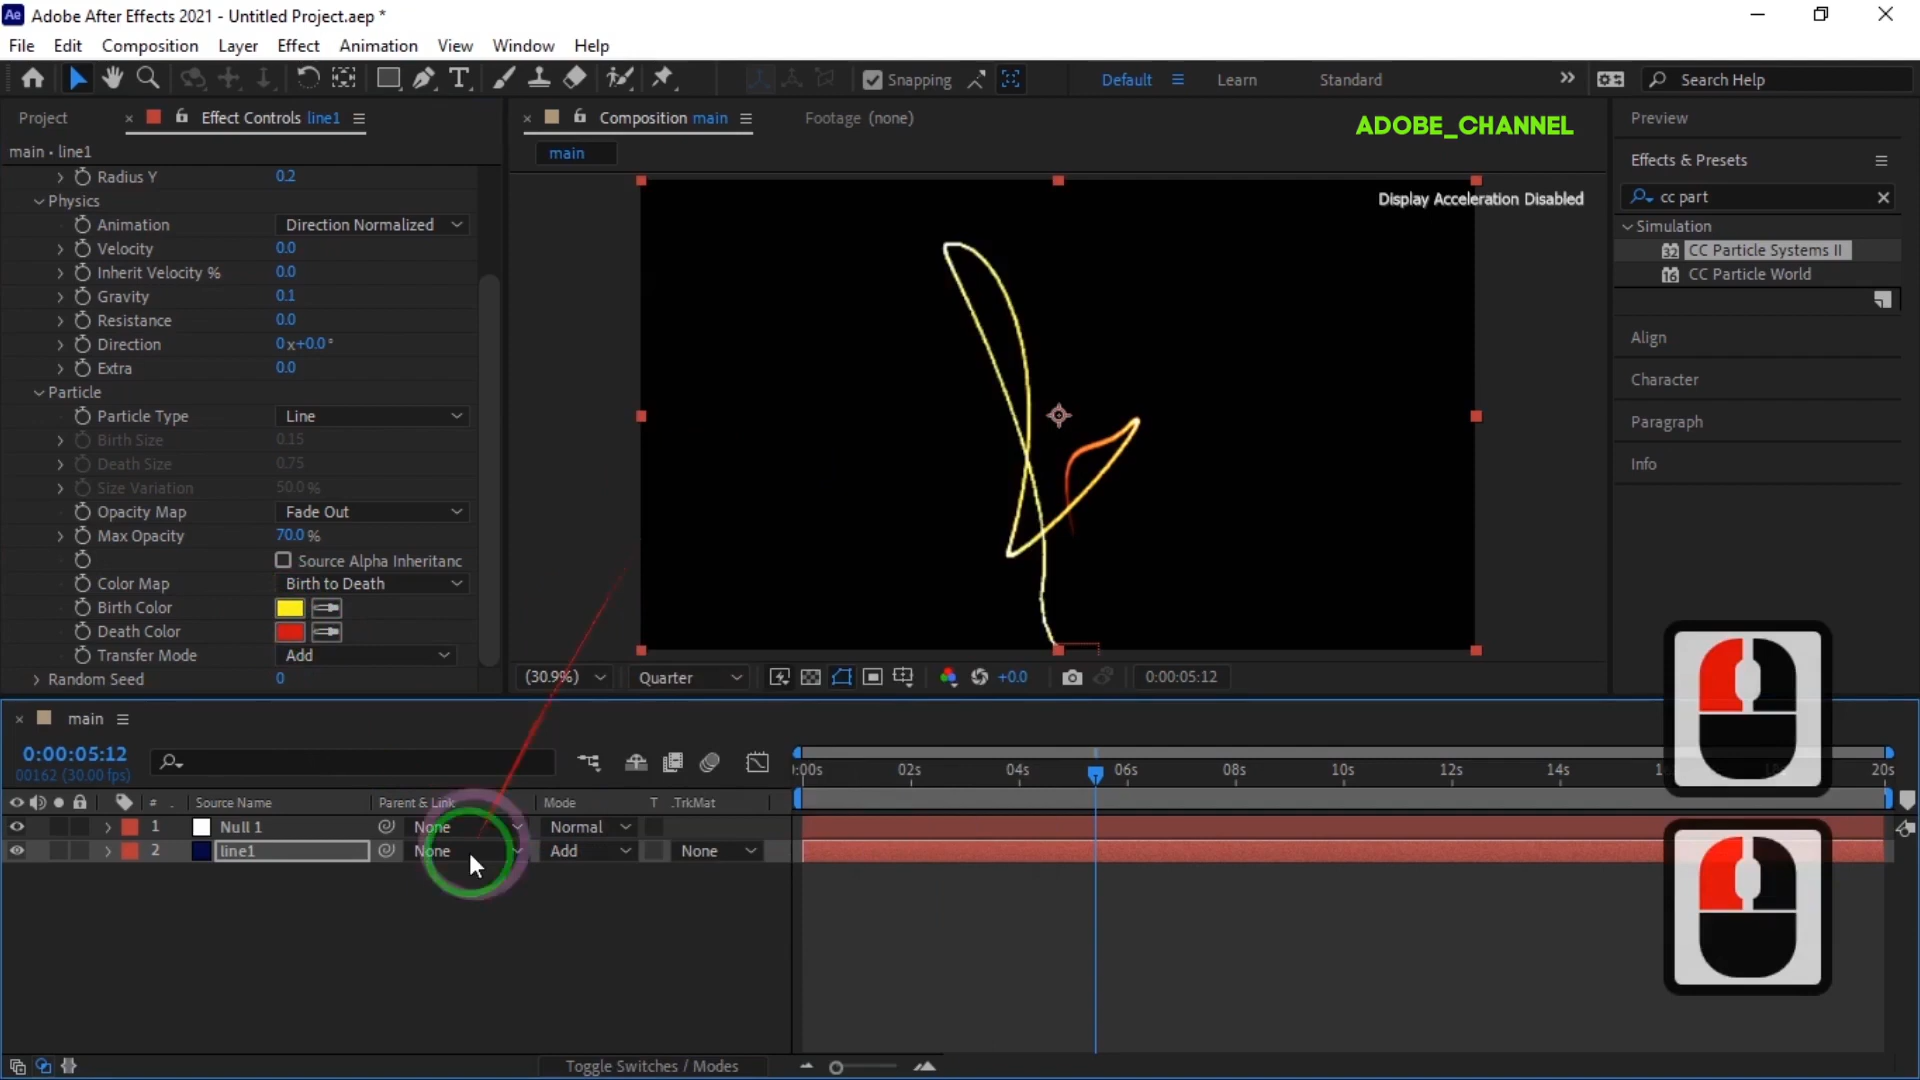 Ae Adobe After Effects 2021 - Untitled Project.aep *
File Edit Composition Layer Effect Animation View Window Help
Snapping Default Learn Standard Search Help
Project Effect Controls line1
main • line1
Radius Y 0.2
Physics
Animation Direction Normalized
Velocity 0.0
Inherit Velocity % 0.0
Gravity 0.1
Resistance 0.0
Direction 0x+0.0°
Extra 0.0
Particle
Particle Type Line
Birth Size 0.15
Death Size 0.75
Size Variation 50.0 %
Opacity Map Fade Out
Max Opacity 70.0 %
Source Alpha Inheritanc
Color Map Birth to Death
Birth Color
Death Color
Transfer Mode Add
Random Seed 0
Composition main Footage (none)
main
ADOBE_CHANNEL
Display Acceleration Disabled
(30.9%) Quarter +0.0 0:00:05:12
Preview
Effects & Presets
cc part
Simulation
32 CC Particle Systems II
16 CC Particle World
Align
Character
Paragraph
Info
main
0:00:05:12
00162 (30.00 fps)
:00s 02s 04s 06s 08s 10s 12s 14s 20s
# Source Name Parent & Link Mode T .TrkMat
1 Null 1 None Normal
2 line1 None Add None
Toggle Switches / Modes